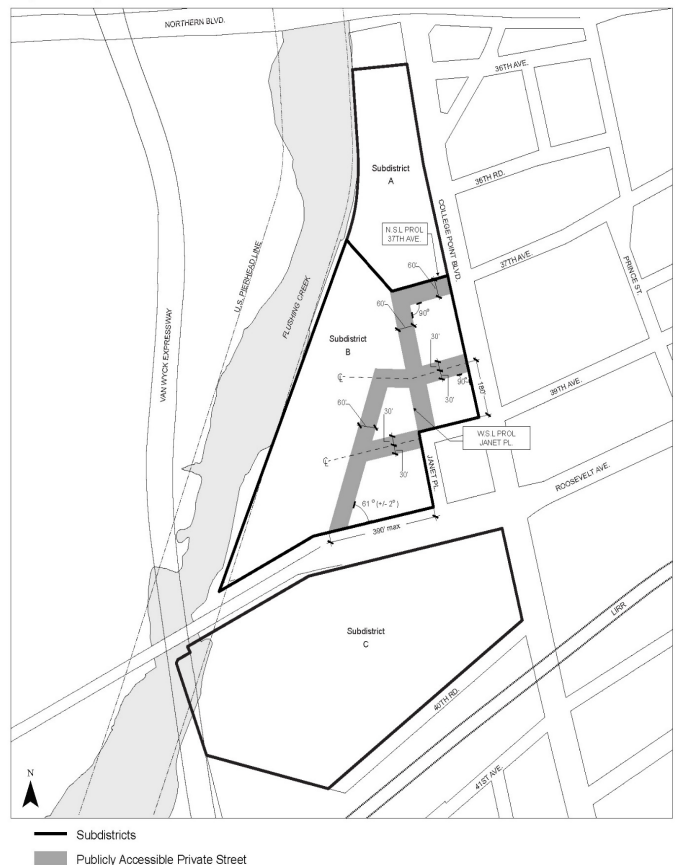 NORTHERN BLVD.
36TH AVE.
Subdistrict
A
36TH RD.
COLLEGE POINT BLVD.
N.S.L PROL
37TH AVE.
37TH AVE.
PRINCE ST.
U.S. PIERHEAD LINE
FLUSHING CREEK
VAN WYCK EXPRESSWAY
60'
90°
60'
Subdistrict
B
30'
90°
30'
180'
39TH AVE.
60'
30'
30'
W.S.L PROL
JANET PL.
JANET PL.
ROOSEVELT AVE.
61° (+/- 2°)
390' max
Subdistrict
C
LIRR
40TH RD.
41ST AVE.
N
Subdistricts
Publicly Accessible Private Street